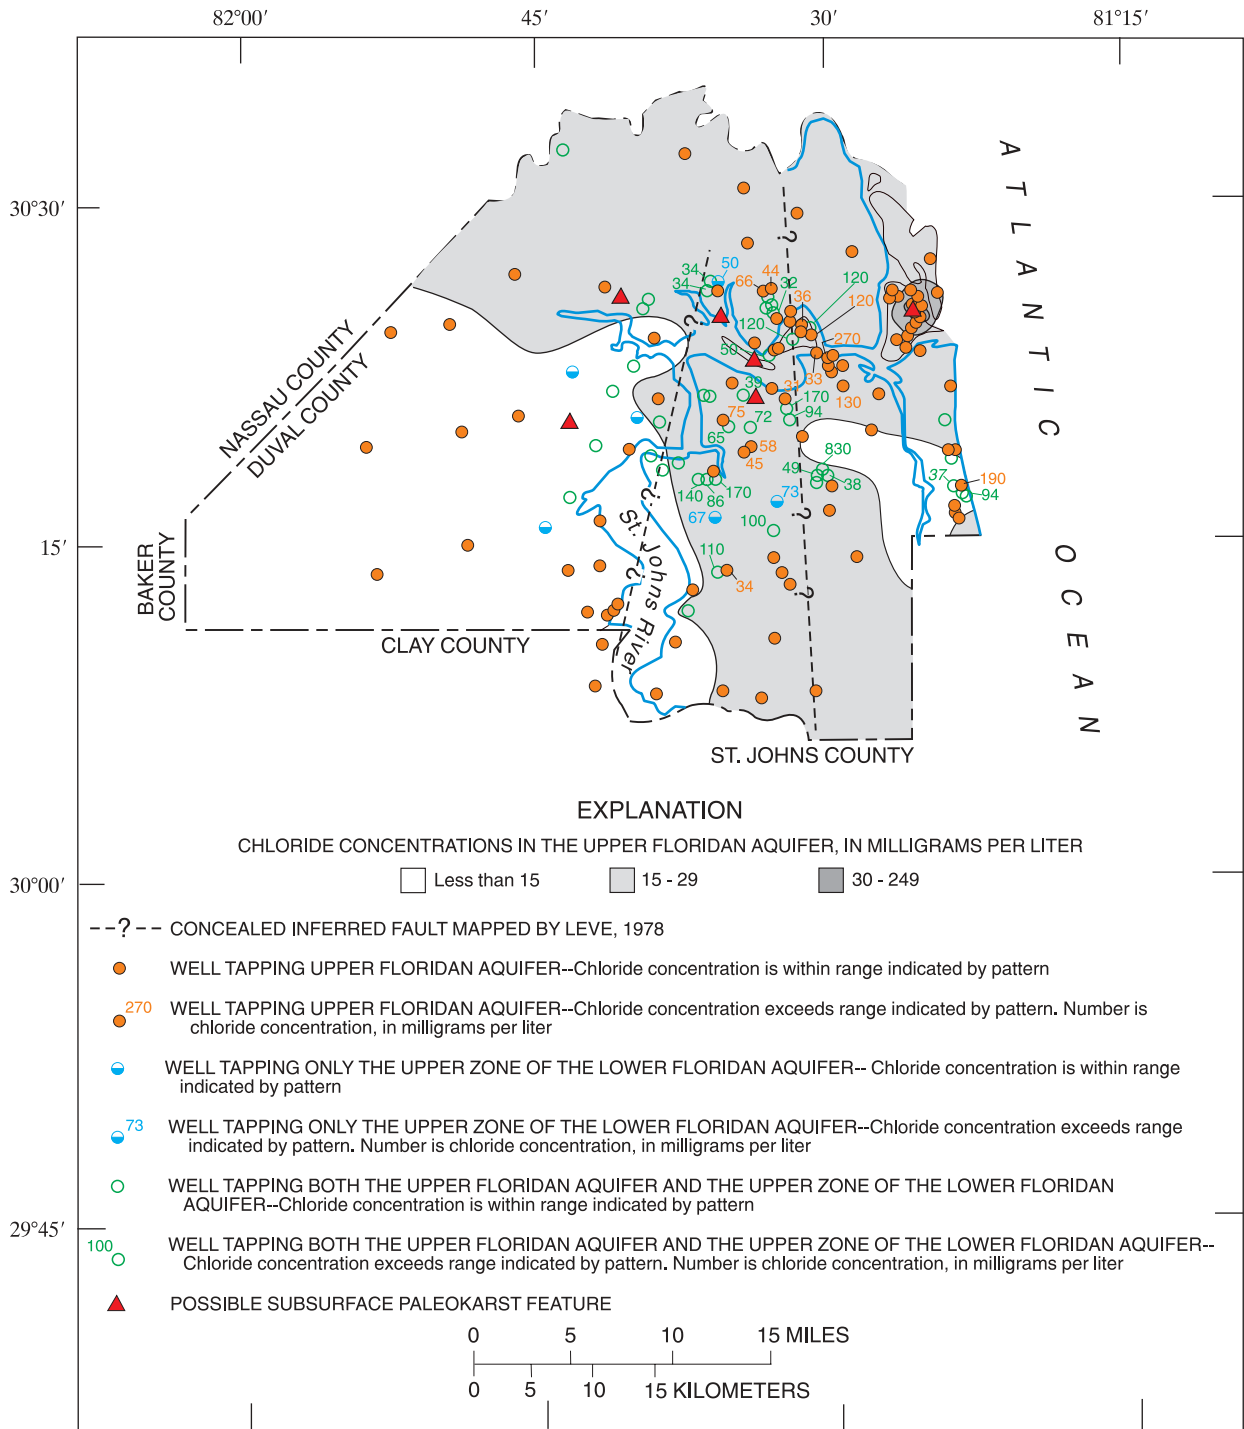 82°00′ 45′ 30′ 81°15′
ATLANTIC OCEAN
30°30′
NASSAU COUNTY
DUVAL COUNTY
34
50
34
66
44
32
36
120
120
120
270
50
33
39
31
130
170
94
75
72
65
58
45
830
49
38
73
140
86
170
67
100
110
34
37
190
94
?
?
?
?
?
?
?
St. Johns River
15′
BAKER
COUNTY
CLAY COUNTY
ST. JOHNS COUNTY
EXPLANATION
CHLORIDE CONCENTRATIONS IN THE UPPER FLORIDAN AQUIFER, IN MILLIGRAMS PER LITER
Less than 15 15 - 29 30 - 249
30°00′
--?-- CONCEALED INFERRED FAULT MAPPED BY LEVE, 1978
WELL TAPPING UPPER FLORIDAN AQUIFER--Chloride concentration is within range indicated by pattern
270 WELL TAPPING UPPER FLORIDAN AQUIFER--Chloride concentration exceeds range indicated by pattern. Number is
chloride concentration, in milligrams per liter
WELL TAPPING ONLY THE UPPER ZONE OF THE LOWER FLORIDAN AQUIFER-- Chloride concentration is within range
indicated by pattern
73 WELL TAPPING ONLY THE UPPER ZONE OF THE LOWER FLORIDAN AQUIFER--Chloride concentration exceeds range
indicated by pattern. Number is chloride concentration, in milligrams per liter
WELL TAPPING BOTH THE UPPER FLORIDAN AQUIFER AND THE UPPER ZONE OF THE LOWER FLORIDAN
AQUIFER--Chloride concentration is within range indicated by pattern
29°45′
100 WELL TAPPING BOTH THE UPPER FLORIDAN AQUIFER AND THE UPPER ZONE OF THE LOWER FLORIDAN AQUIFER--
Chloride concentration exceeds range indicated by pattern. Number is chloride concentration, in milligrams per liter
POSSIBLE SUBSURFACE PALEOKARST FEATURE
0 5 10 15 MILES
0 5 10 15 KILOMETERS